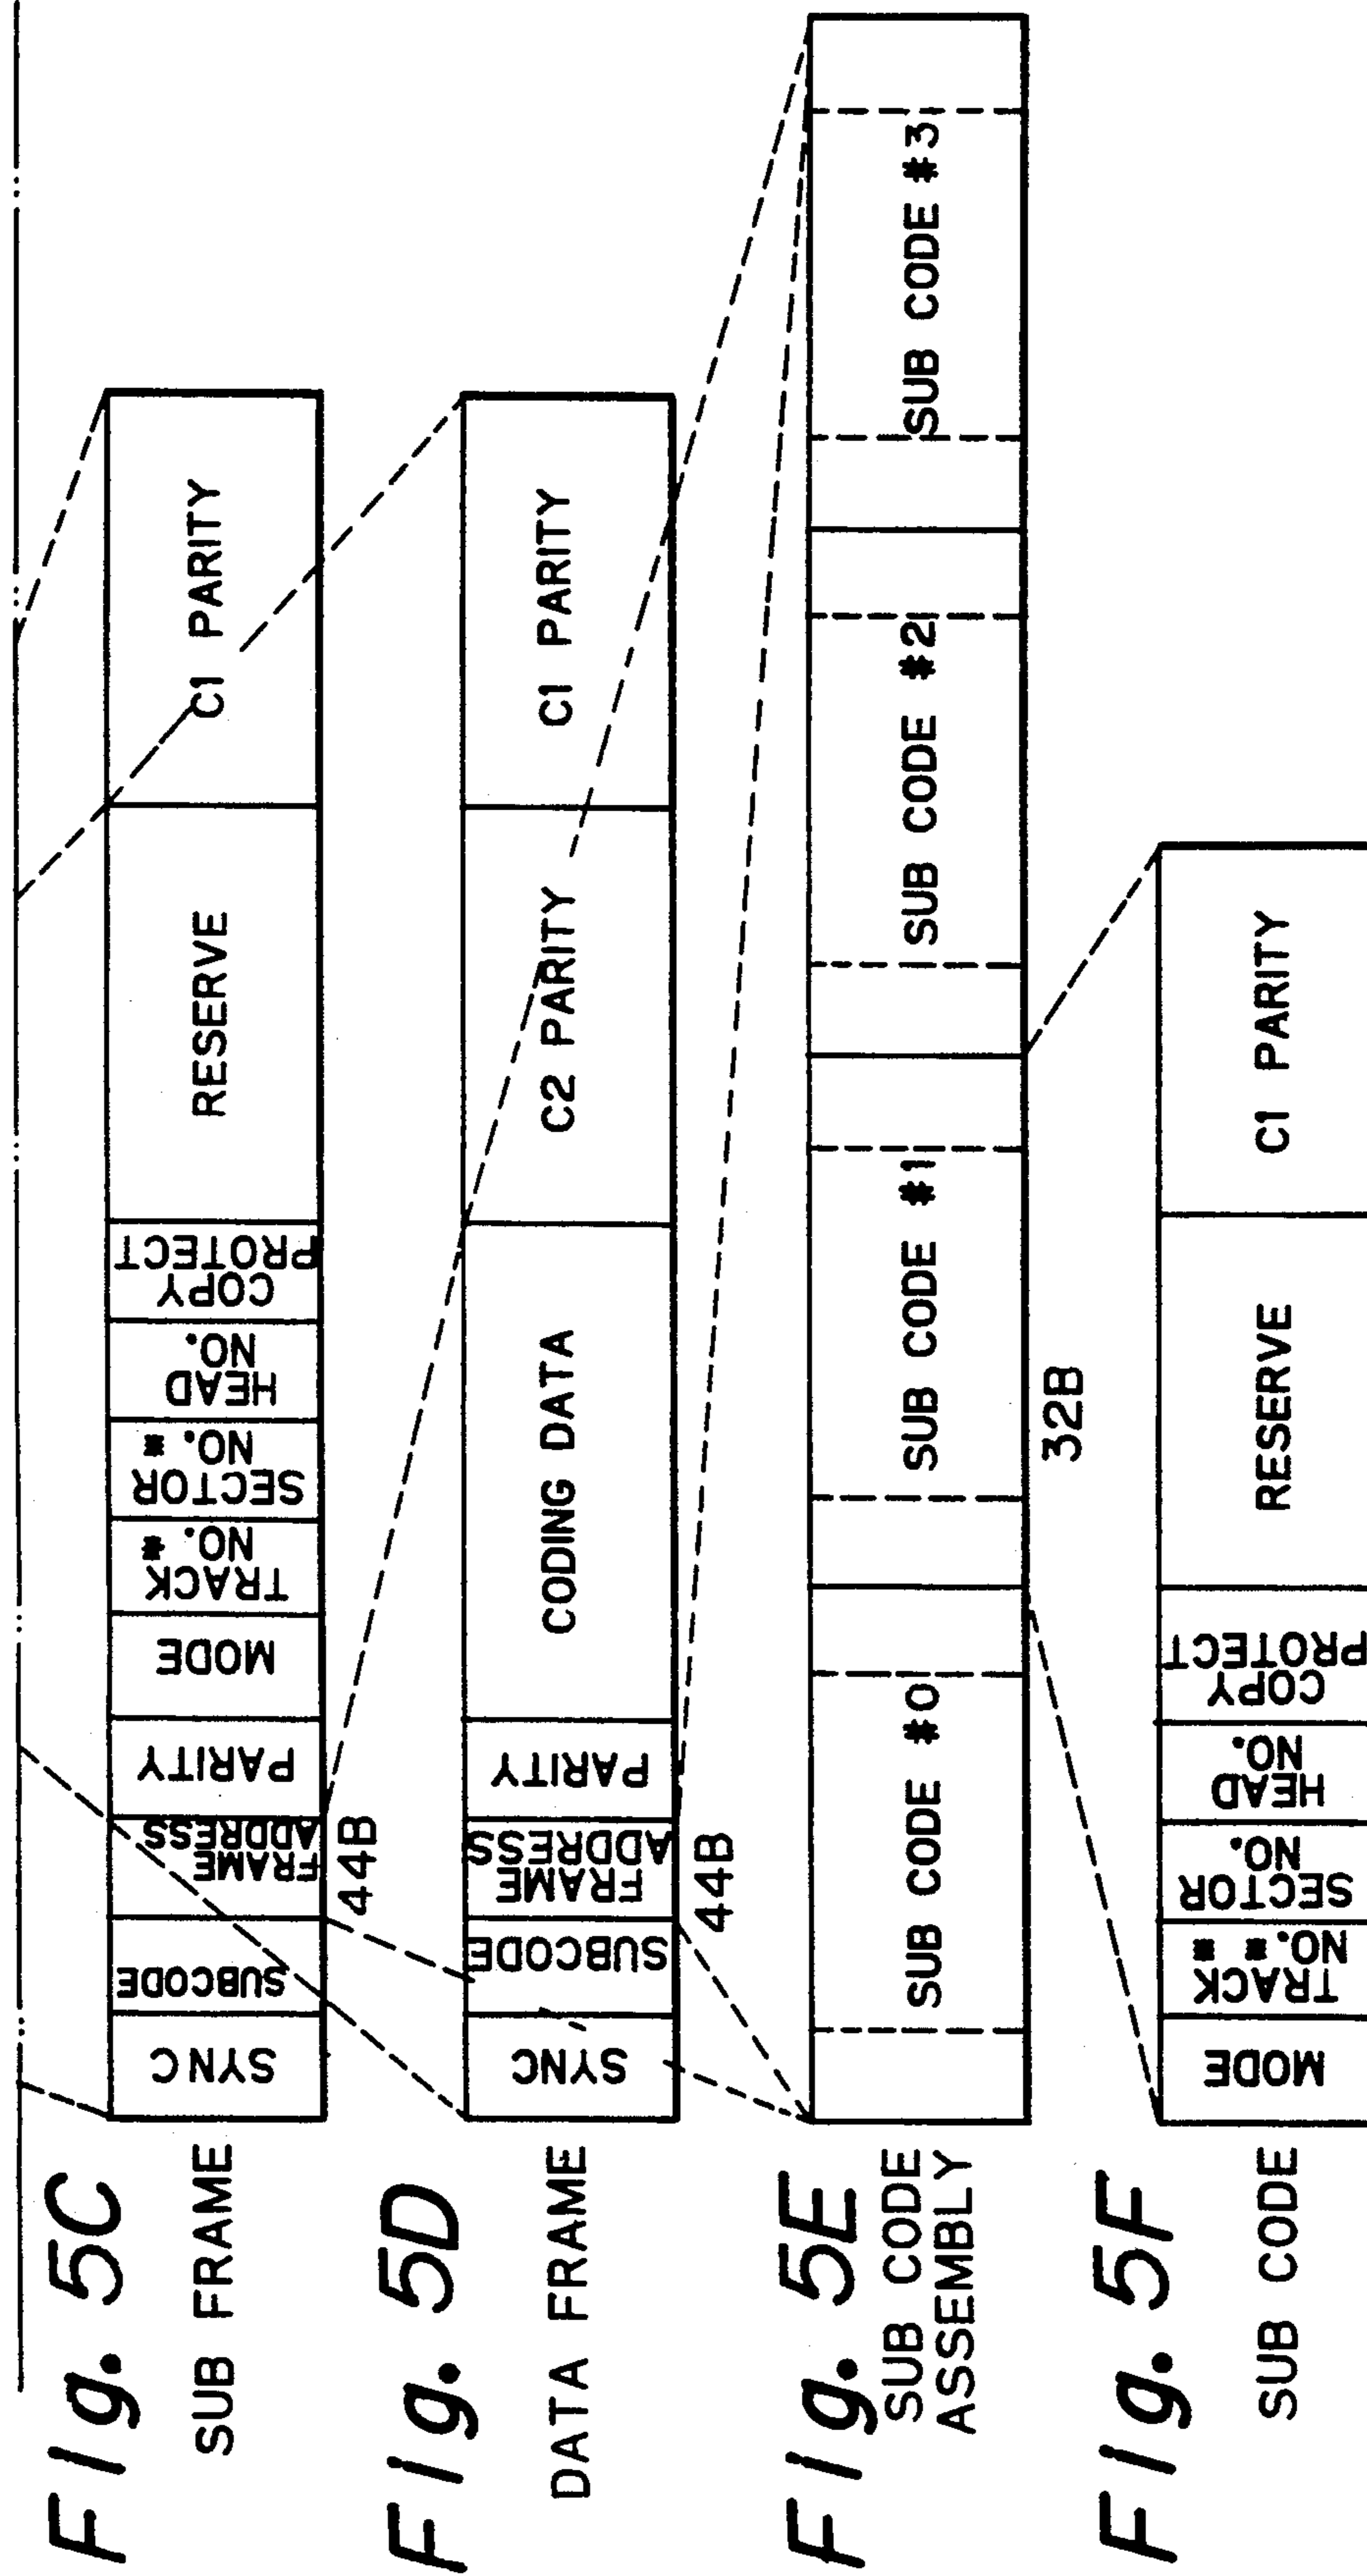 Fig. 5C
SUB FRAME
SYNC
SUBCODE
FRAME
ADDRESS
PARITY
MODE
TRACK
NO. #
SECTOR
NO. #
HEAD
NO.
COPY
PROTECT
RESERVE
C1 PARITY
44B
Fig. 5D
DATA FRAME
SYNC
SUBCODE
FRAME
ADDRESS
PARITY
CODING DATA
C2 PARITY
C1 PARITY
44B
Fig. 5E
SUB CODE
ASSEMBLY
SUB CODE #0
SUB CODE #1
SUB CODE #2
SUB CODE #3
32B
Fig. 5F
SUB CODE
MODE
TRACK
NO. # #
SECTOR
NO.
HEAD
NO.
COPY
PROTECT
RESERVE
C1 PARITY